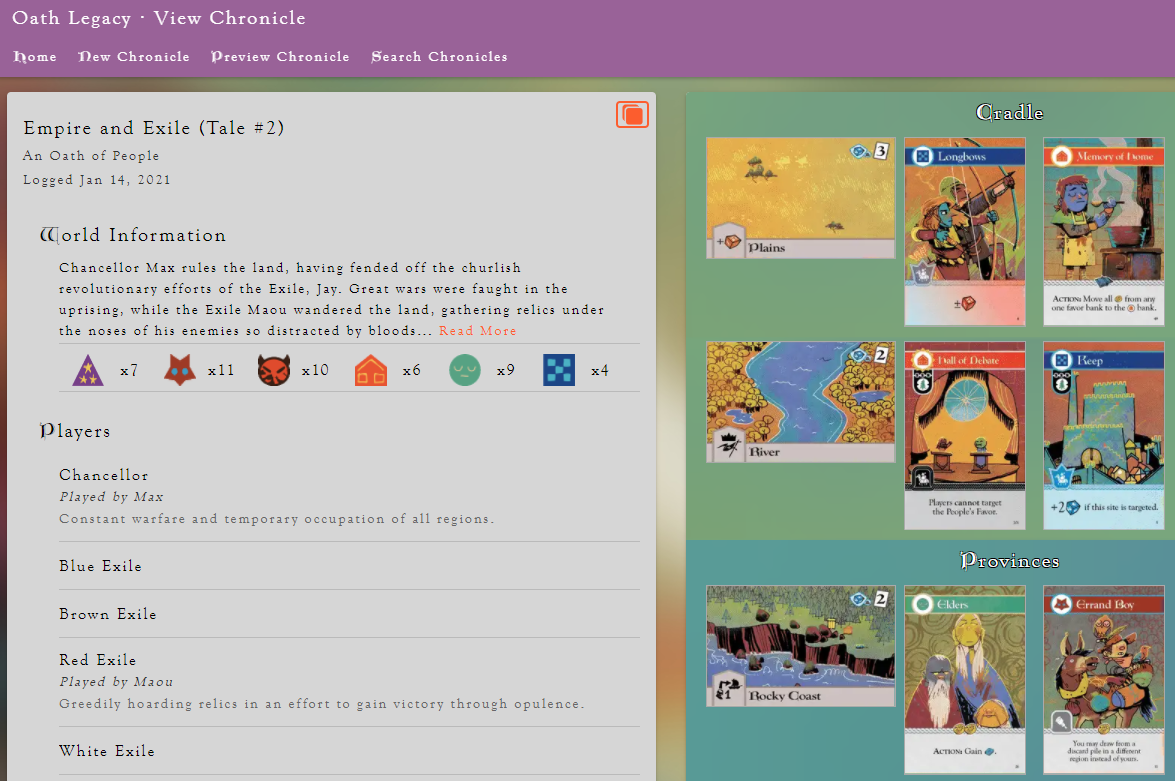 Oath Legacy · View Chronicle
Home New Chronicle Preview Chronicle Search Chronicles
Empire and Exile (Tale #2)
An Oath of People
Logged Jan 14, 2021
World Information
Chancellor Max rules the land, having fended off the churlish
revolutionary efforts of the Exile, Jay. Great wars were faught in the
uprising, while the Exile Maou wandered the land, gathering relics under
the noses of his enemies so distracted by bloods... Read More
x7 x11 x10 x6 x9 x4
Players
Chancellor
Played by Max
Constant warfare and temporary occupation of all regions.
Blue Exile
Brown Exile
Red Exile
Played by Maou
Greedily hoarding relics in an effort to gain victory through opulence.
White Exile
Cradle
3
+
Plains
Longbows
±
Memory of Home
ACTION: Move all from any
one favor bank to the bank.
2
River
Hall of Debate
Players cannot target
the People's Favor.
Keep
+2 if this site is targeted.
Provinces
2
1
Rocky Coast
Elders
ACTION: Gain .
Errand Boy
You may draw from a
discard pile in a different
region instead of yours.